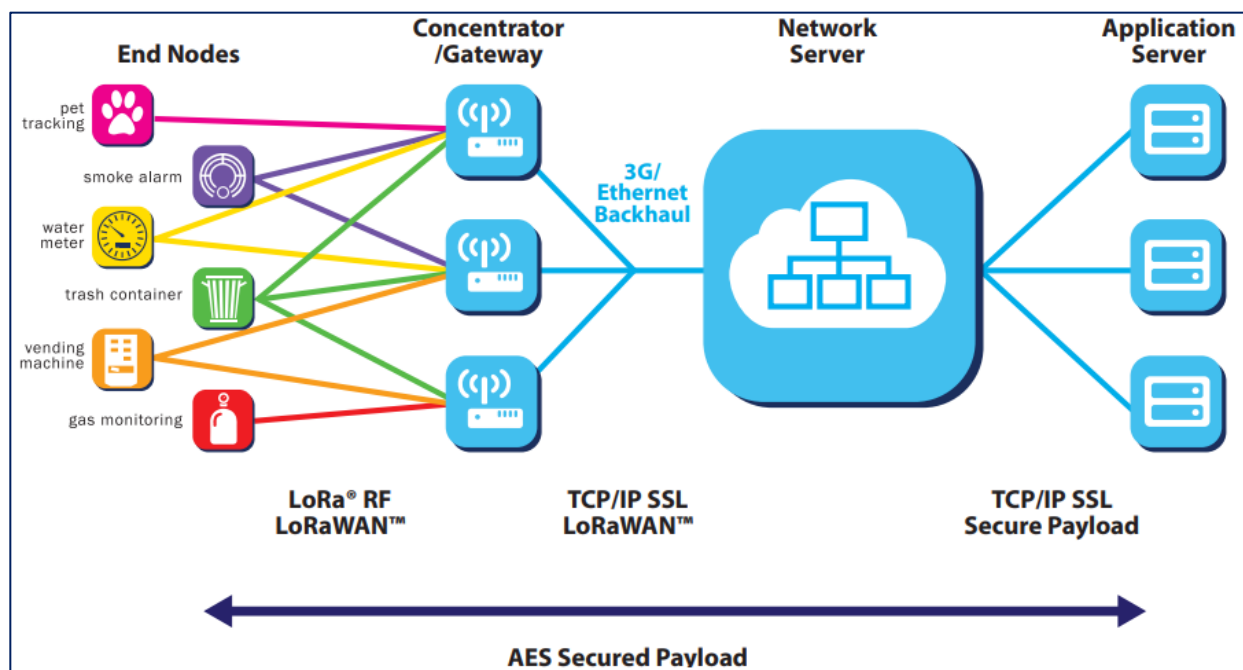 End Nodes
Concentrator
/Gateway
Network
Server
Application
Server
pet
tracking
smoke alarm
water
meter
trash container
vending
machine
gas monitoring
3G/
Ethernet
Backhaul
LoRa® RF
LoRaWAN™
TCP/IP SSL
LoRaWAN™
TCP/IP SSL
Secure Payload
AES Secured Payload